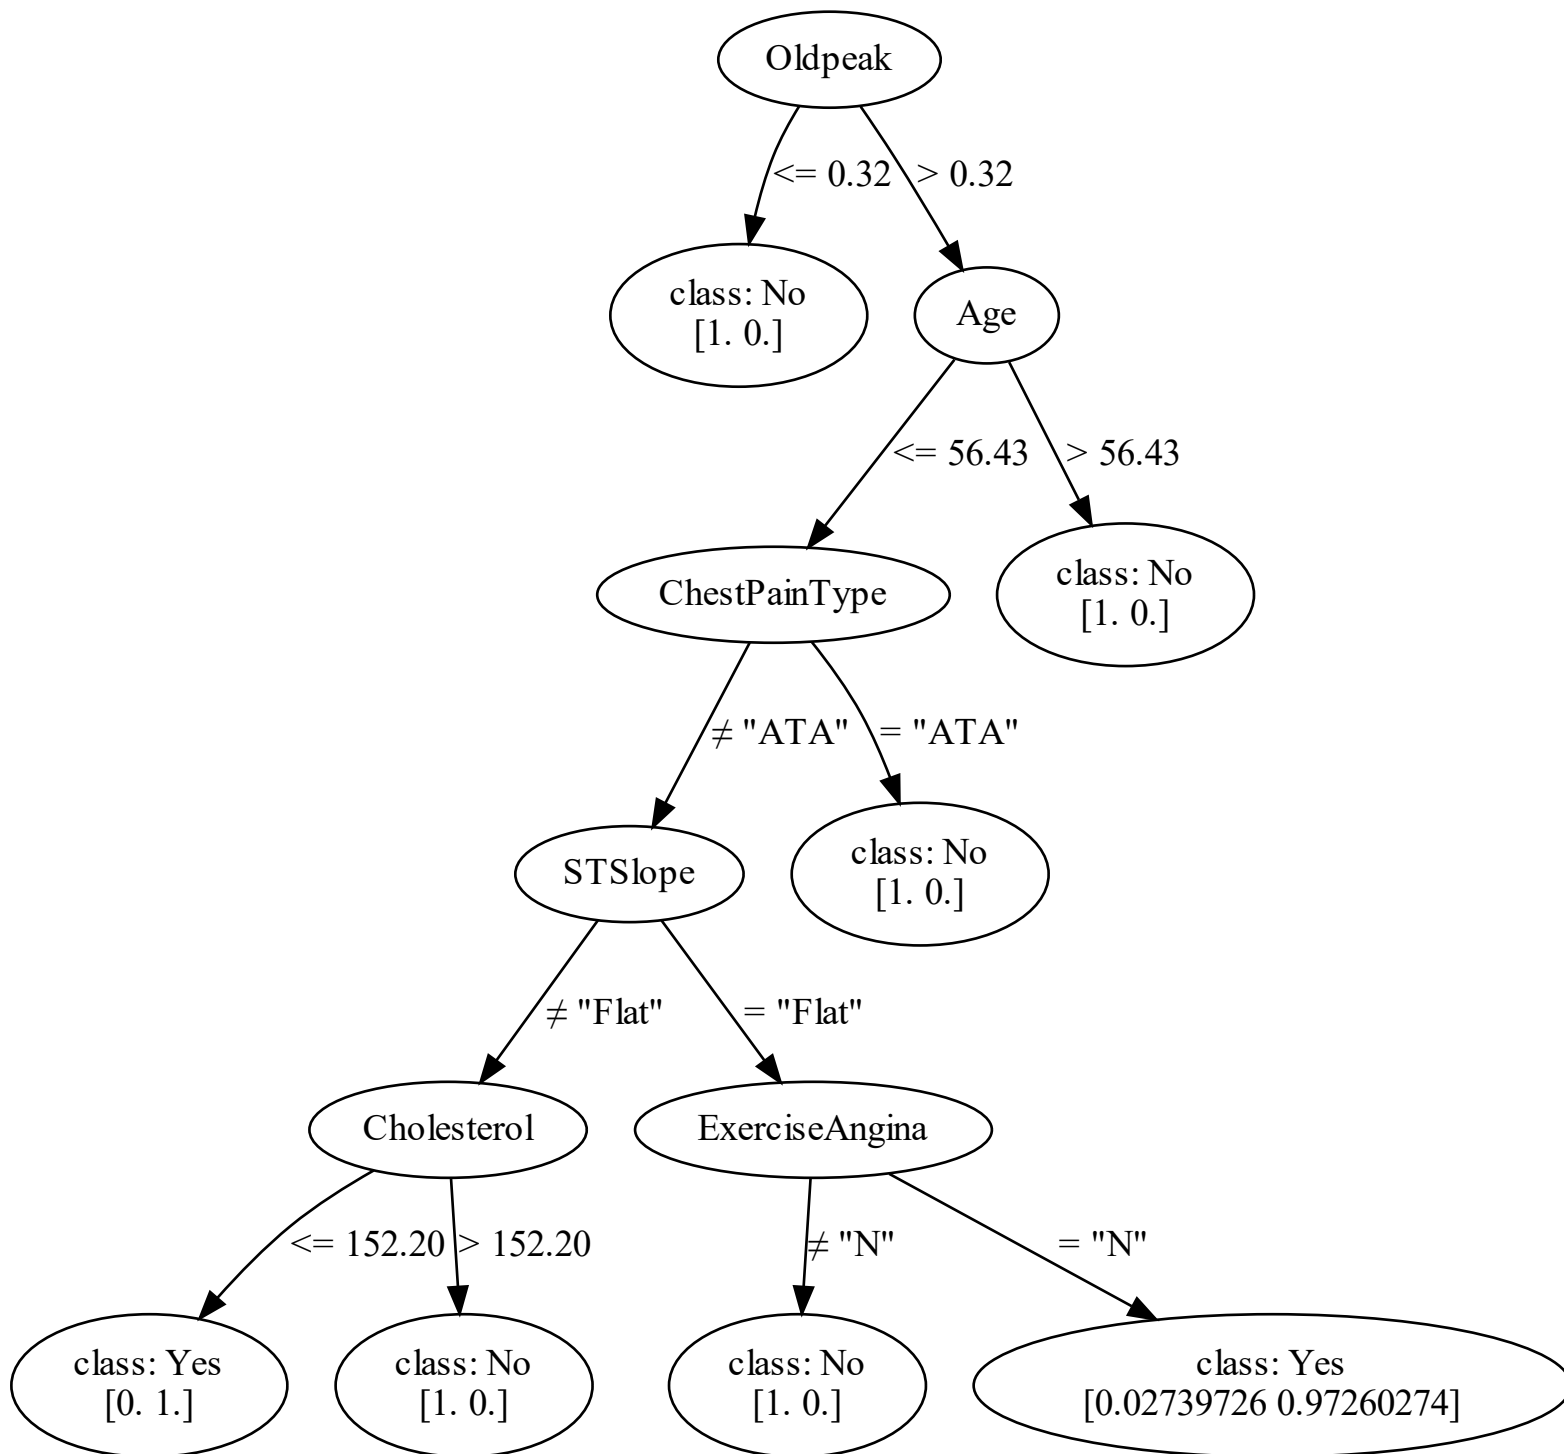 Oldpeak
<= 0.32
> 0.32
class: No
[1. 0.]
Age
<= 56.43
> 56.43
ChestPainType
class: No
[1. 0.]
≠ "ATA"
= "ATA"
STSlope
class: No
[1. 0.]
≠ "Flat"
= "Flat"
Cholesterol
ExerciseAngina
<= 152.20
> 152.20
≠ "N"
= "N"
class: Yes
[0. 1.]
class: No
[1. 0.]
class: No
[1. 0.]
class: Yes
[0.02739726 0.97260274]